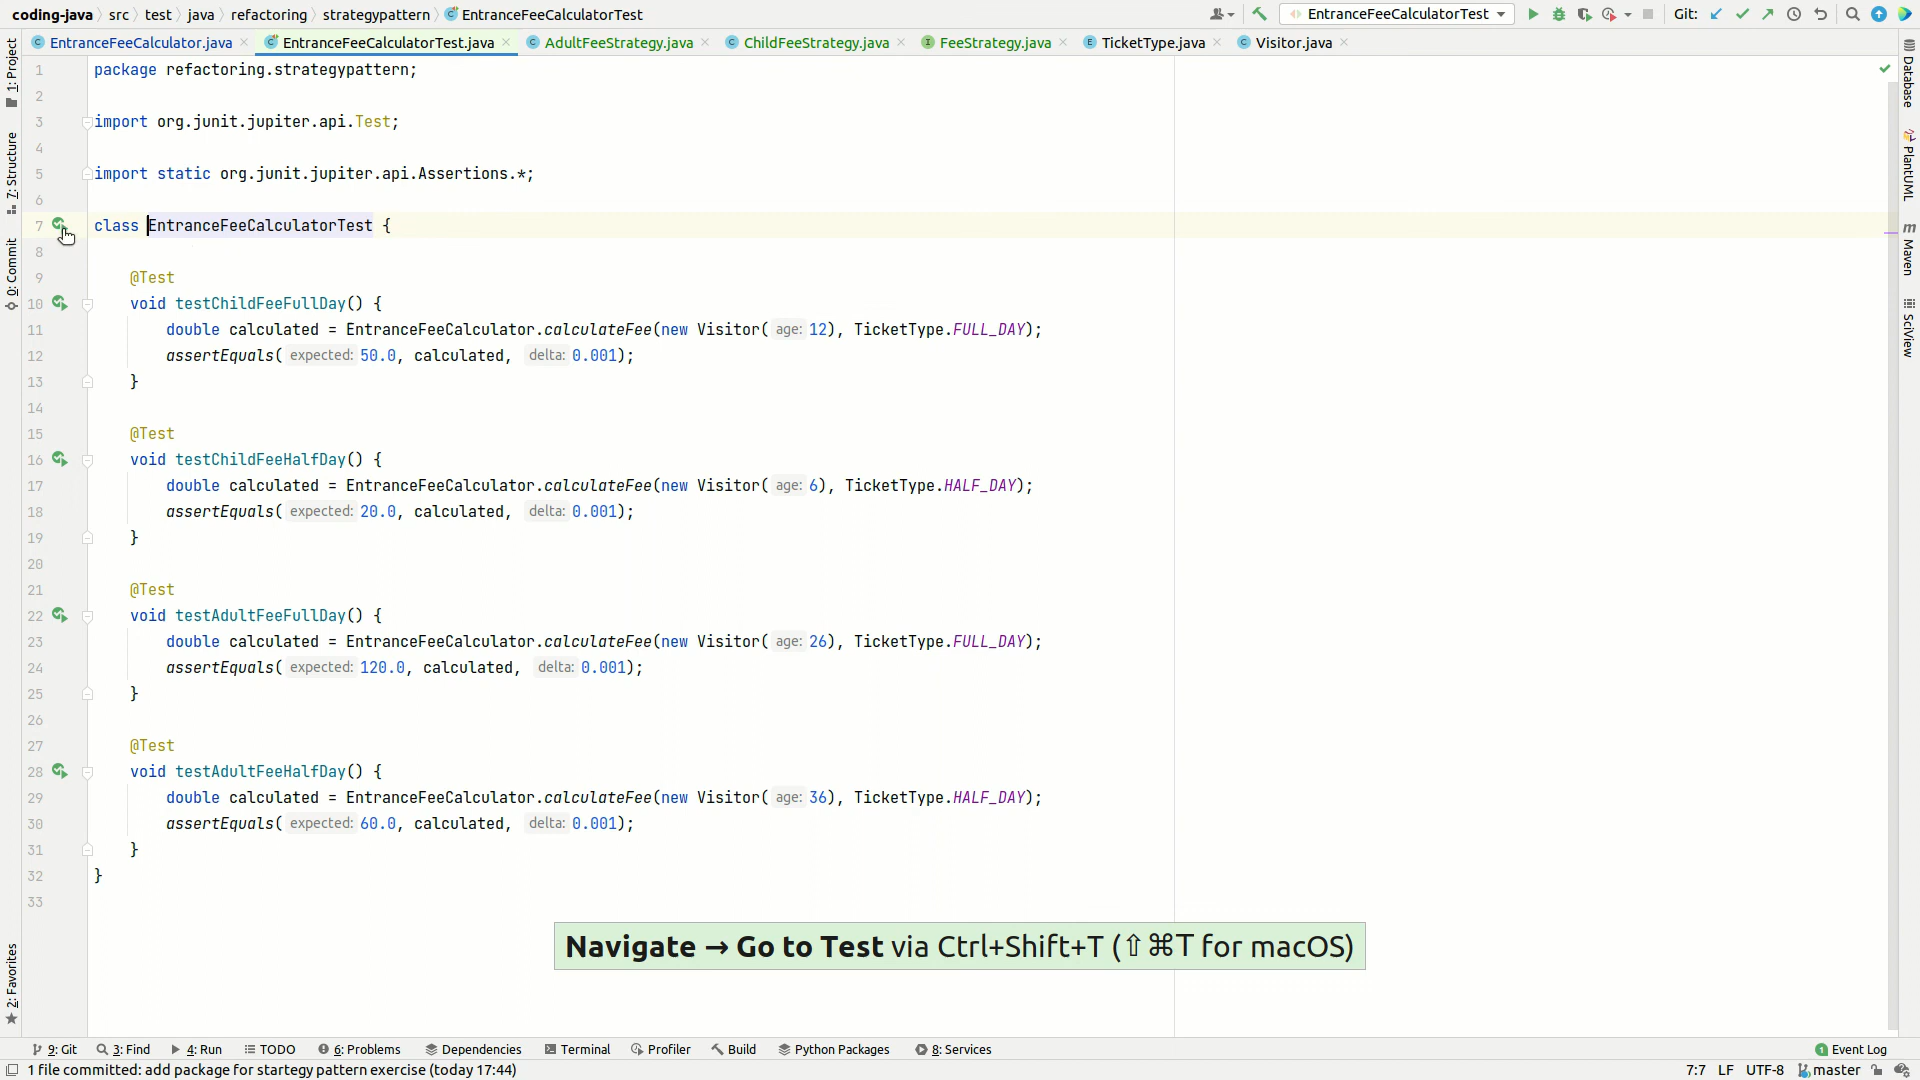 coding-java src test java refactoring strategypattern EntranceFeeCalculatorTest EntranceFeeCalculatorTest Git:
EntranceFeeCalculator.java EntranceFeeCalculatorTest.java AdultFeeStrategy.java ChildFeeStrategy.java FeeStrategy.java TicketType.java Visitor.java
1: Project
7: Structure
0: Commit
2: Favorites
1 package refactoring.strategypattern;
2
3 import org.junit.jupiter.api.Test;
4
5 import static org.junit.jupiter.api.Assertions.*;
6
7 class EntranceFeeCalculatorTest {
8
9 @Test
10 void testChildFeeFullDay() {
11 double calculated = EntranceFeeCalculator.calculateFee(new Visitor( age: 12), TicketType.FULL_DAY);
12 assertEquals( expected: 50.0, calculated, delta: 0.001);
13 }
14
15 @Test
16 void testChildFeeHalfDay() {
17 double calculated = EntranceFeeCalculator.calculateFee(new Visitor( age: 6), TicketType.HALF_DAY);
18 assertEquals( expected: 20.0, calculated, delta: 0.001);
19 }
20
21 @Test
22 void testAdultFeeFullDay() {
23 double calculated = EntranceFeeCalculator.calculateFee(new Visitor( age: 26), TicketType.FULL_DAY);
24 assertEquals( expected: 120.0, calculated, delta: 0.001);
25 }
26
27 @Test
28 void testAdultFeeHalfDay() {
29 double calculated = EntranceFeeCalculator.calculateFee(new Visitor( age: 36), TicketType.HALF_DAY);
30 assertEquals( expected: 60.0, calculated, delta: 0.001);
31 }
32 }
33
Database
PlantUML
Maven
SciView
Navigate → Go to Test via Ctrl+Shift+T (⇧⌘T for macOS)
9: Git 3: Find 4: Run TODO 6: Problems Dependencies Terminal Profiler Build Python Packages 8: Services 1 Event Log
1 file committed: add package for startegy pattern exercise (today 17:44) 7:7 LF UTF-8 master